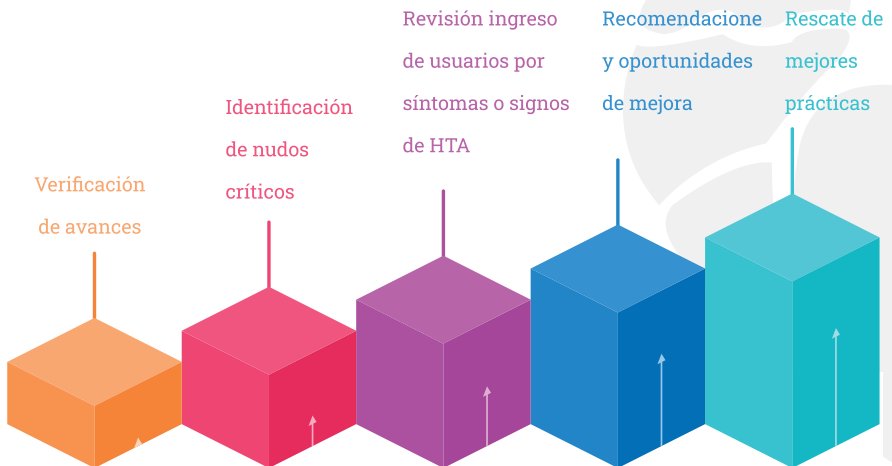 Verificación
de avances
Identificación
de nudos
críticos
Revisión ingreso
de usuarios por
síntomas o signos
de HTA
Recomendacione
y oportunidades
de mejora
Rescate de
mejores
prácticas